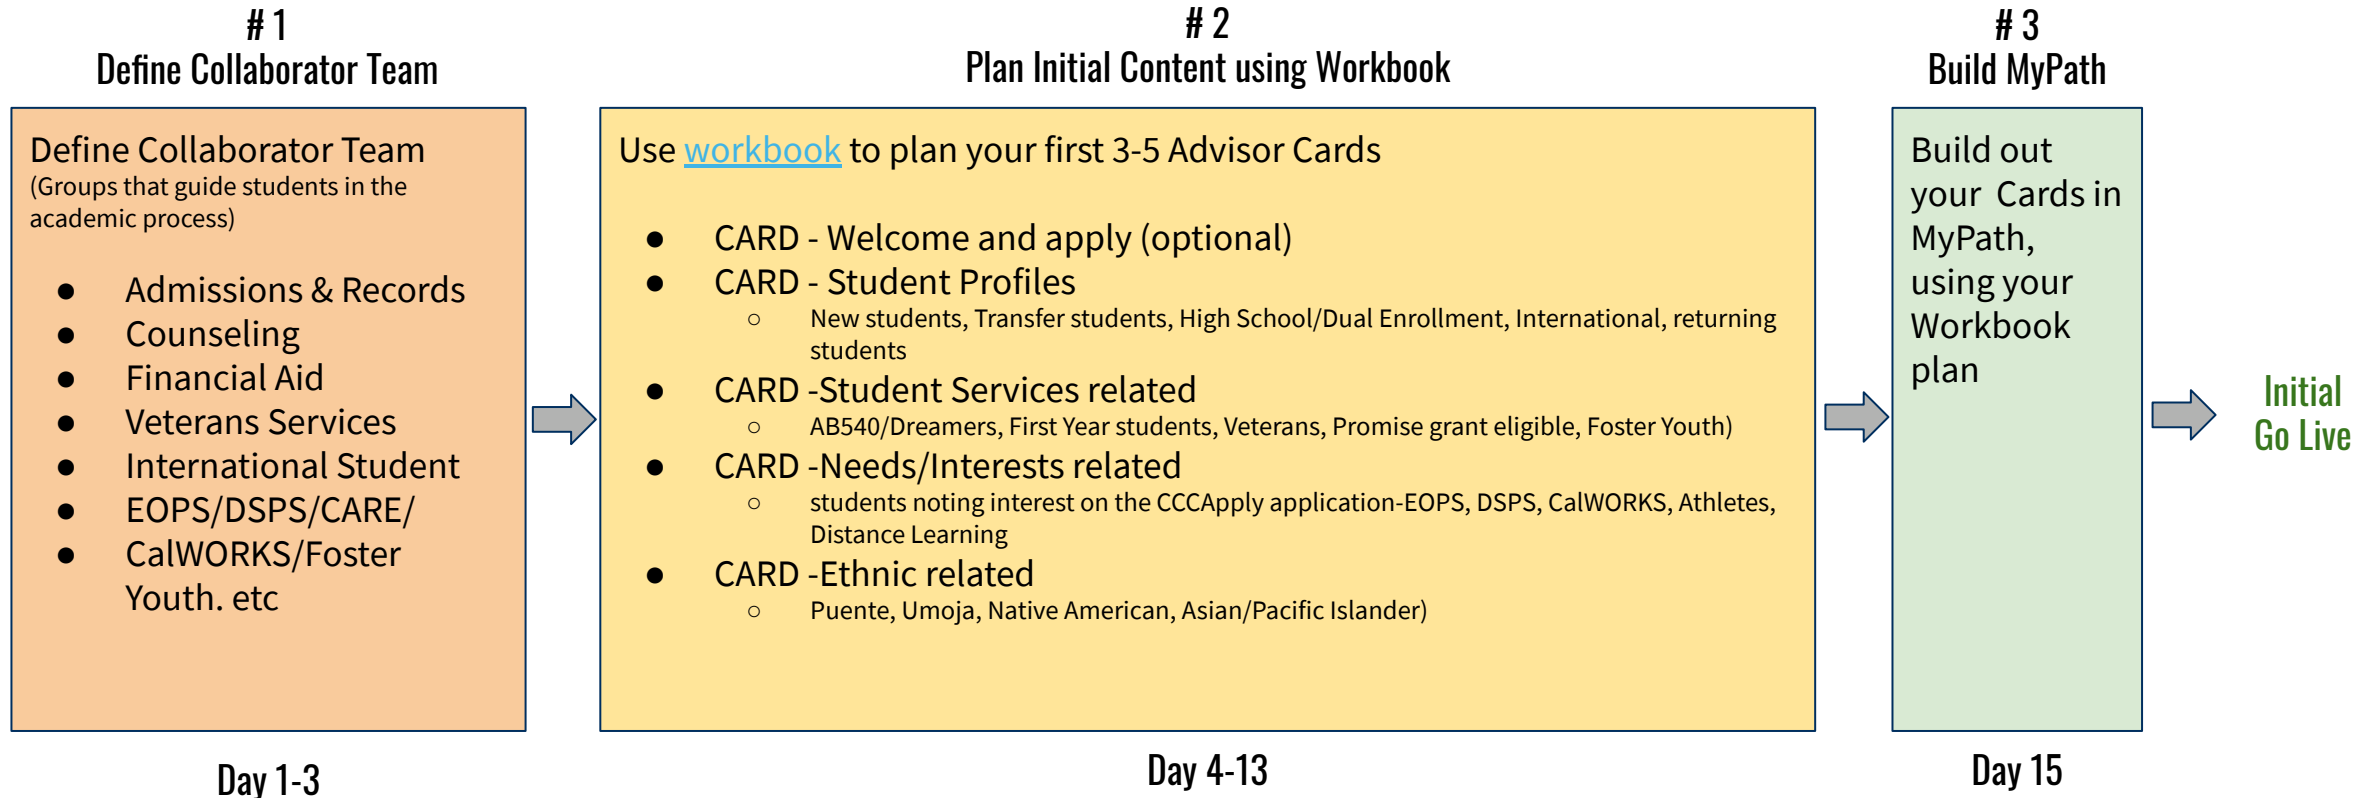 # 1
Define Collaborator Team
Define Collaborator Team
(Groups that guide students in the
academic process)
● Admissions & Records
● Counseling
● Financial Aid
● Veterans Services
● International Student
● EOPS/DSPS/CARE/
● CalWORKS/Foster
Youth. etc
Day 1-3
# 2
Plan Initial Content using Workbook
Use workbook to plan your first 3-5 Advisor Cards
● CARD - Welcome and apply (optional)
● CARD - Student Profiles
○ New students, Transfer students, High School/Dual Enrollment, International, returning
students
● CARD -Student Services related
○ AB540/Dreamers, First Year students, Veterans, Promise grant eligible, Foster Youth)
● CARD -Needs/Interests related
○ students noting interest on the CCCApply application-EOPS, DSPS, CalWORKS, Athletes,
Distance Learning
● CARD -Ethnic related
○ Puente, Umoja, Native American, Asian/Pacific Islander)
Day 4-13
# 3
Build MyPath
Build out
your Cards in
MyPath,
using your
Workbook
plan
Day 15
Initial
Go Live